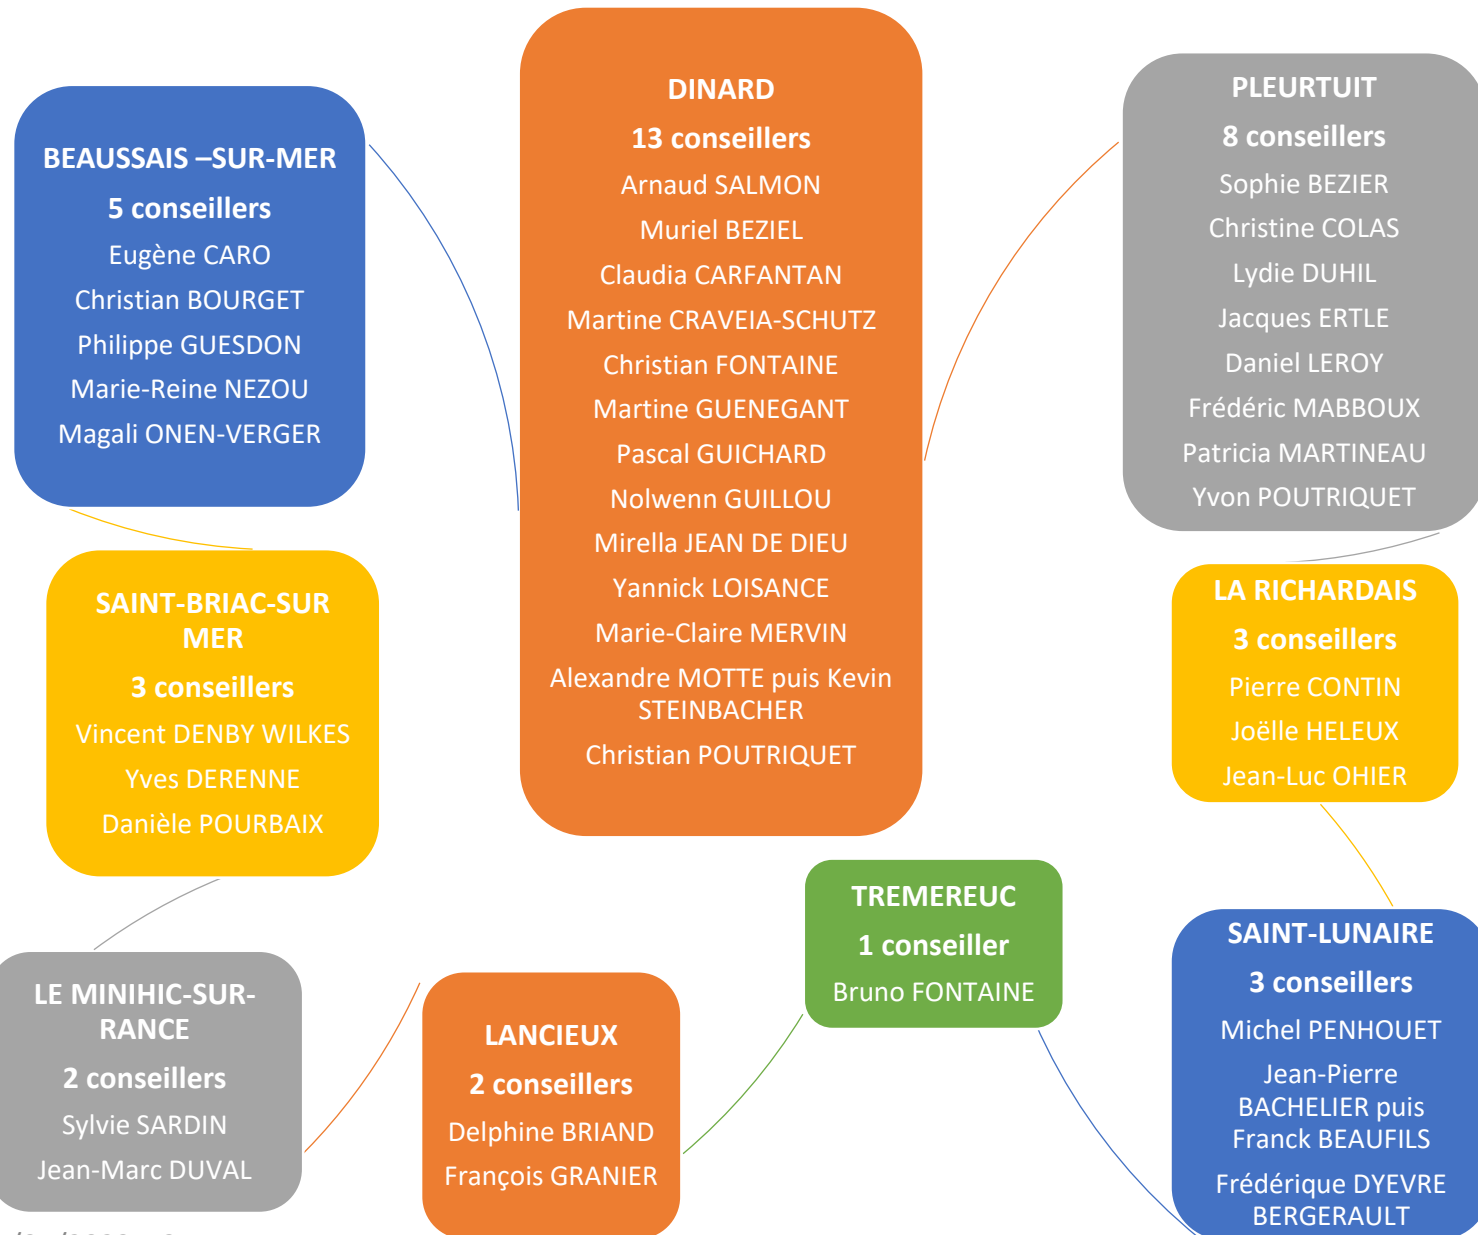 BEAUSSAIS –SUR-MER
5 conseillers
Eugène CARO
Christian BOURGET
Philippe GUESDON
Marie-Reine NEZOU
Magali ONEN-VERGER
DINARD
13 conseillers
Arnaud SALMON
Muriel BEZIEL
Claudia CARFANTAN
Martine CRAVEIA-SCHUTZ
Christian FONTAINE
Martine GUENEGANT
Pascal GUICHARD
Nolwenn GUILLOU
Mirella JEAN DE DIEU
Yannick LOISANCE
Marie-Claire MERVIN
Alexandre MOTTE puis Kevin
STEINBACHER
Christian POUTRIQUET
PLEURTUIT
8 conseillers
Sophie BEZIER
Christine COLAS
Lydie DUHIL
Jacques ERTLE
Daniel LEROY
Frédéric MABBOUX
Patricia MARTINEAU
Yvon POUTRIQUET
SAINT-BRIAC-SUR
MER
3 conseillers
Vincent DENBY WILKES
Yves DERENNE
Danièle POURBAIX
LA RICHARDAIS
3 conseillers
Pierre CONTIN
Joëlle HELEUX
Jean-Luc OHIER
LE MINIHIC-SUR-
RANCE
2 conseillers
Sylvie SARDIN
Jean-Marc DUVAL
LANCIEUX
2 conseillers
Delphine BRIAND
François GRANIER
TREMEREUC
1 conseiller
Bruno FONTAINE
SAINT-LUNAIRE
3 conseillers
Michel PENHOUET
Jean-Pierre
BACHELIER puis
Franck BEAUFILS
Frédérique DYEVRE
BERGERAULT